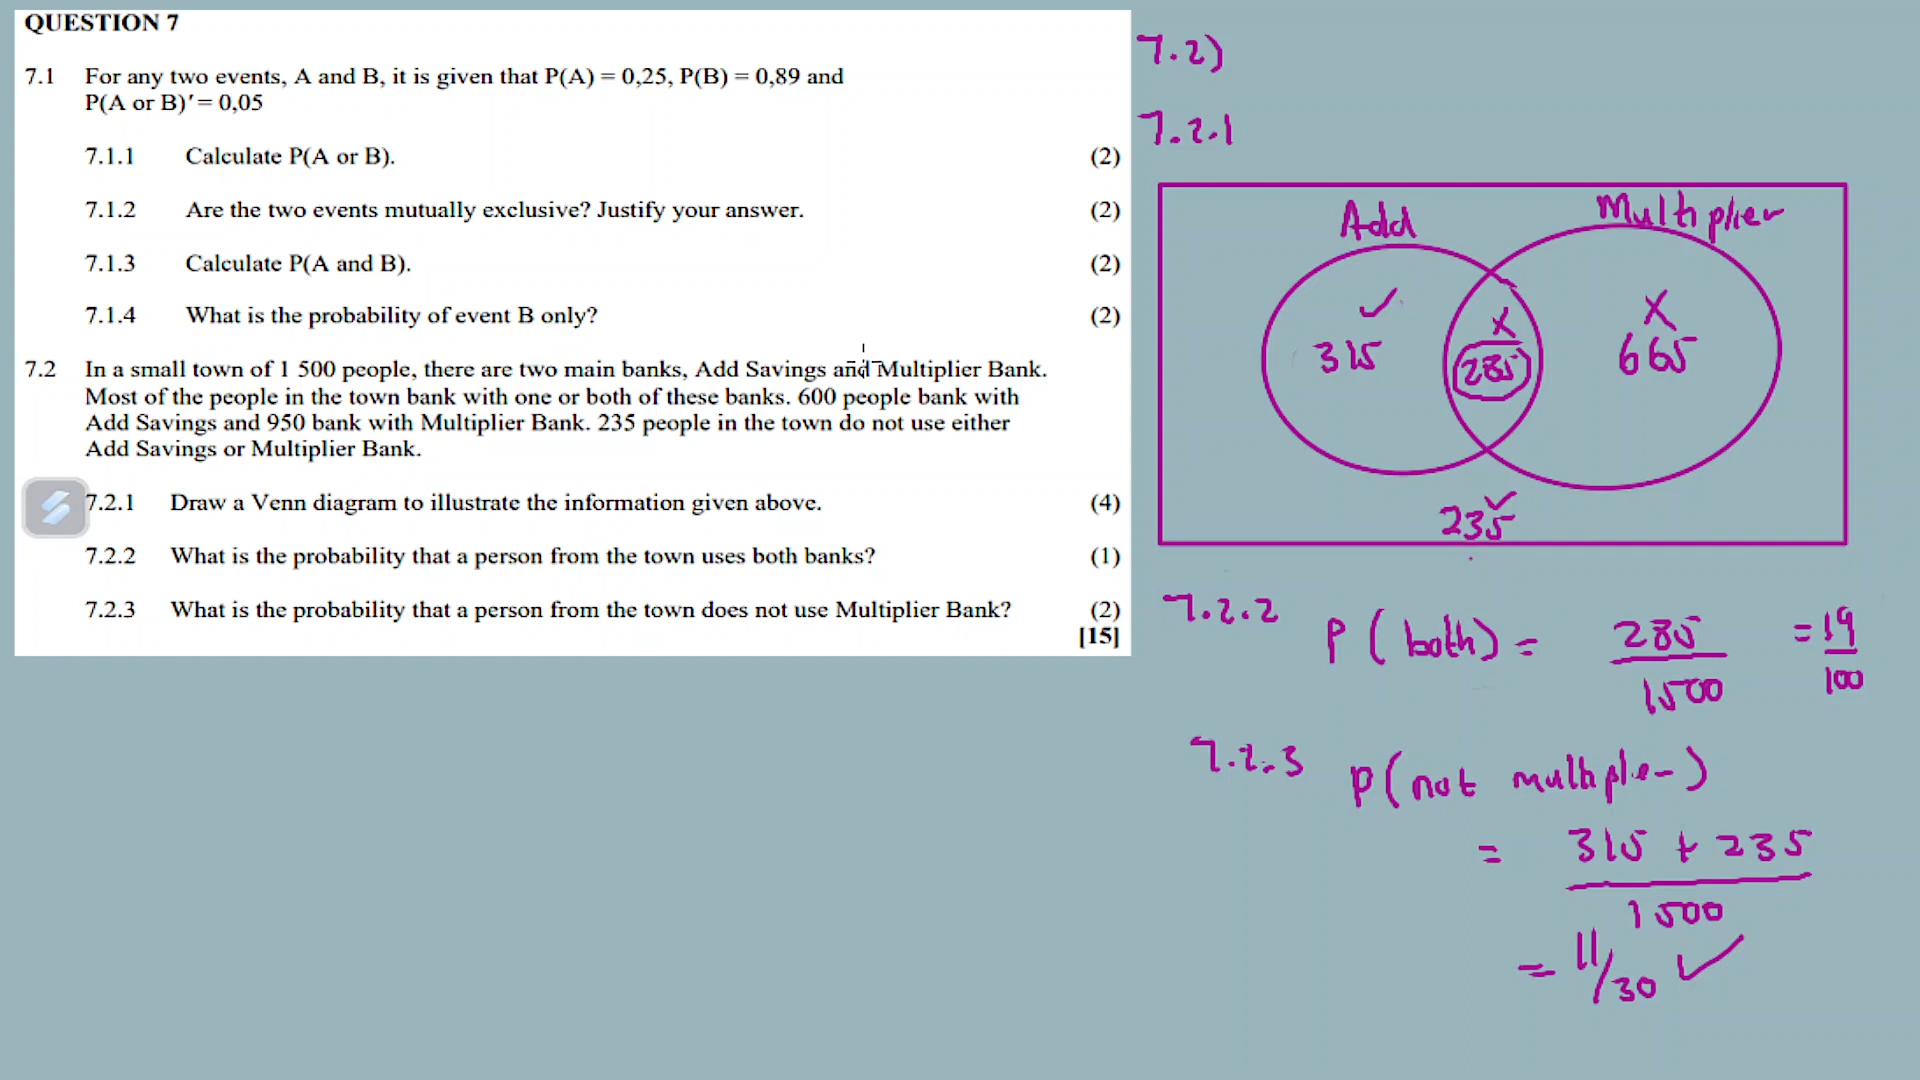 QUESTION 7
7.1 For any two events, A and B, it is given that P(A) = 0,25, P(B) = 0,89 and
P(A or B)′ = 0,05
7.1.1 Calculate P(A or B). (2)
7.1.2 Are the two events mutually exclusive? Justify your answer. (2)
7.1.3 Calculate P(A and B). (2)
7.1.4 What is the probability of event B only? (2)
7.2 In a small town of 1 500 people, there are two main banks, Add Savings and Multiplier Bank.
Most of the people in the town bank with one or both of these banks. 600 people bank with
Add Savings and 950 bank with Multiplier Bank. 235 people in the town do not use either
Add Savings or Multiplier Bank.
7.2.1 Draw a Venn diagram to illustrate the information given above. (4)
7.2.2 What is the probability that a person from the town uses both banks? (1)
7.2.3 What is the probability that a person from the town does not use Multiplier Bank? (2)
[15]
7.2)
7.2.1
Add Multiplier
✓ x x
315 285 665
235 ✓
7.2.2 P(both) = 285/1500 = 19/100
7.2.3 P(not multiplier)
= 315 + 235
1500
= 11/30 ✓